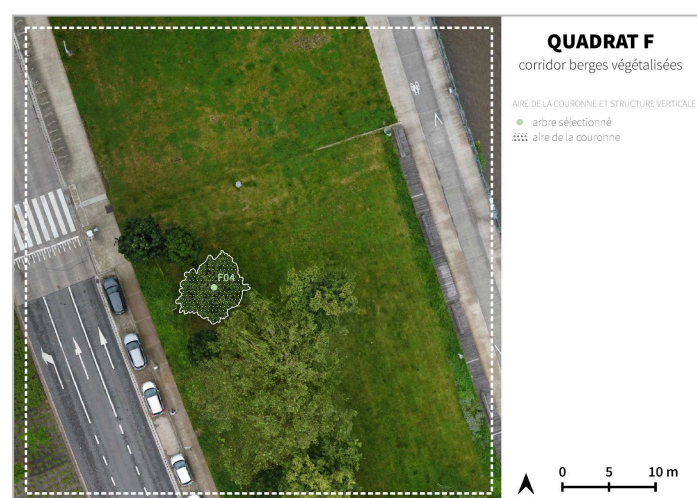 QUADRAT F
corridor berges végétalisées
AIRE DE LA COURONNE ET STRUCTURE VERTICALE
arbre sélectionné
aire de la couronne
F04
0 5 10 m